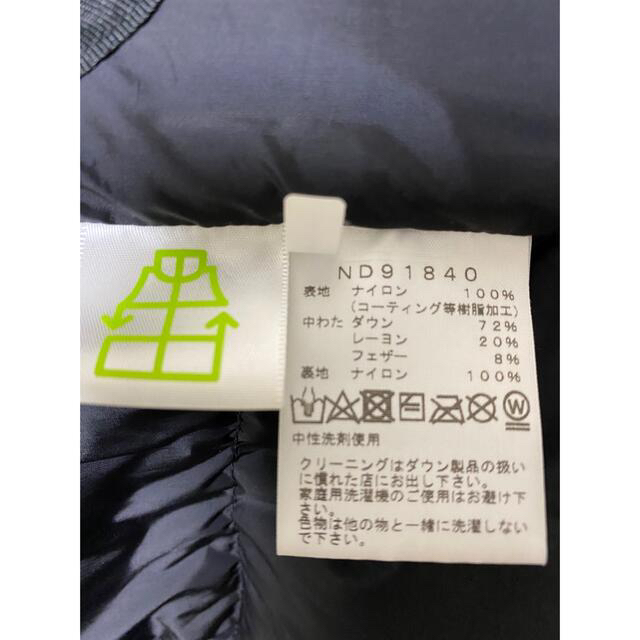 ND91840
表地 ナイロン 100%
(コーティング等樹脂加工)
中わた ダウン 72%
レーヨン 20%
フェザー 8%
裏地 ナイロン 100%
W
中性洗剤使用
クリーニングはダウン製品の扱い
に慣れた店にお出し下さい。
家庭用洗濯機のご使用はお避け下
さい。
色物は他の物と一緒に洗濯しない
で下さい。